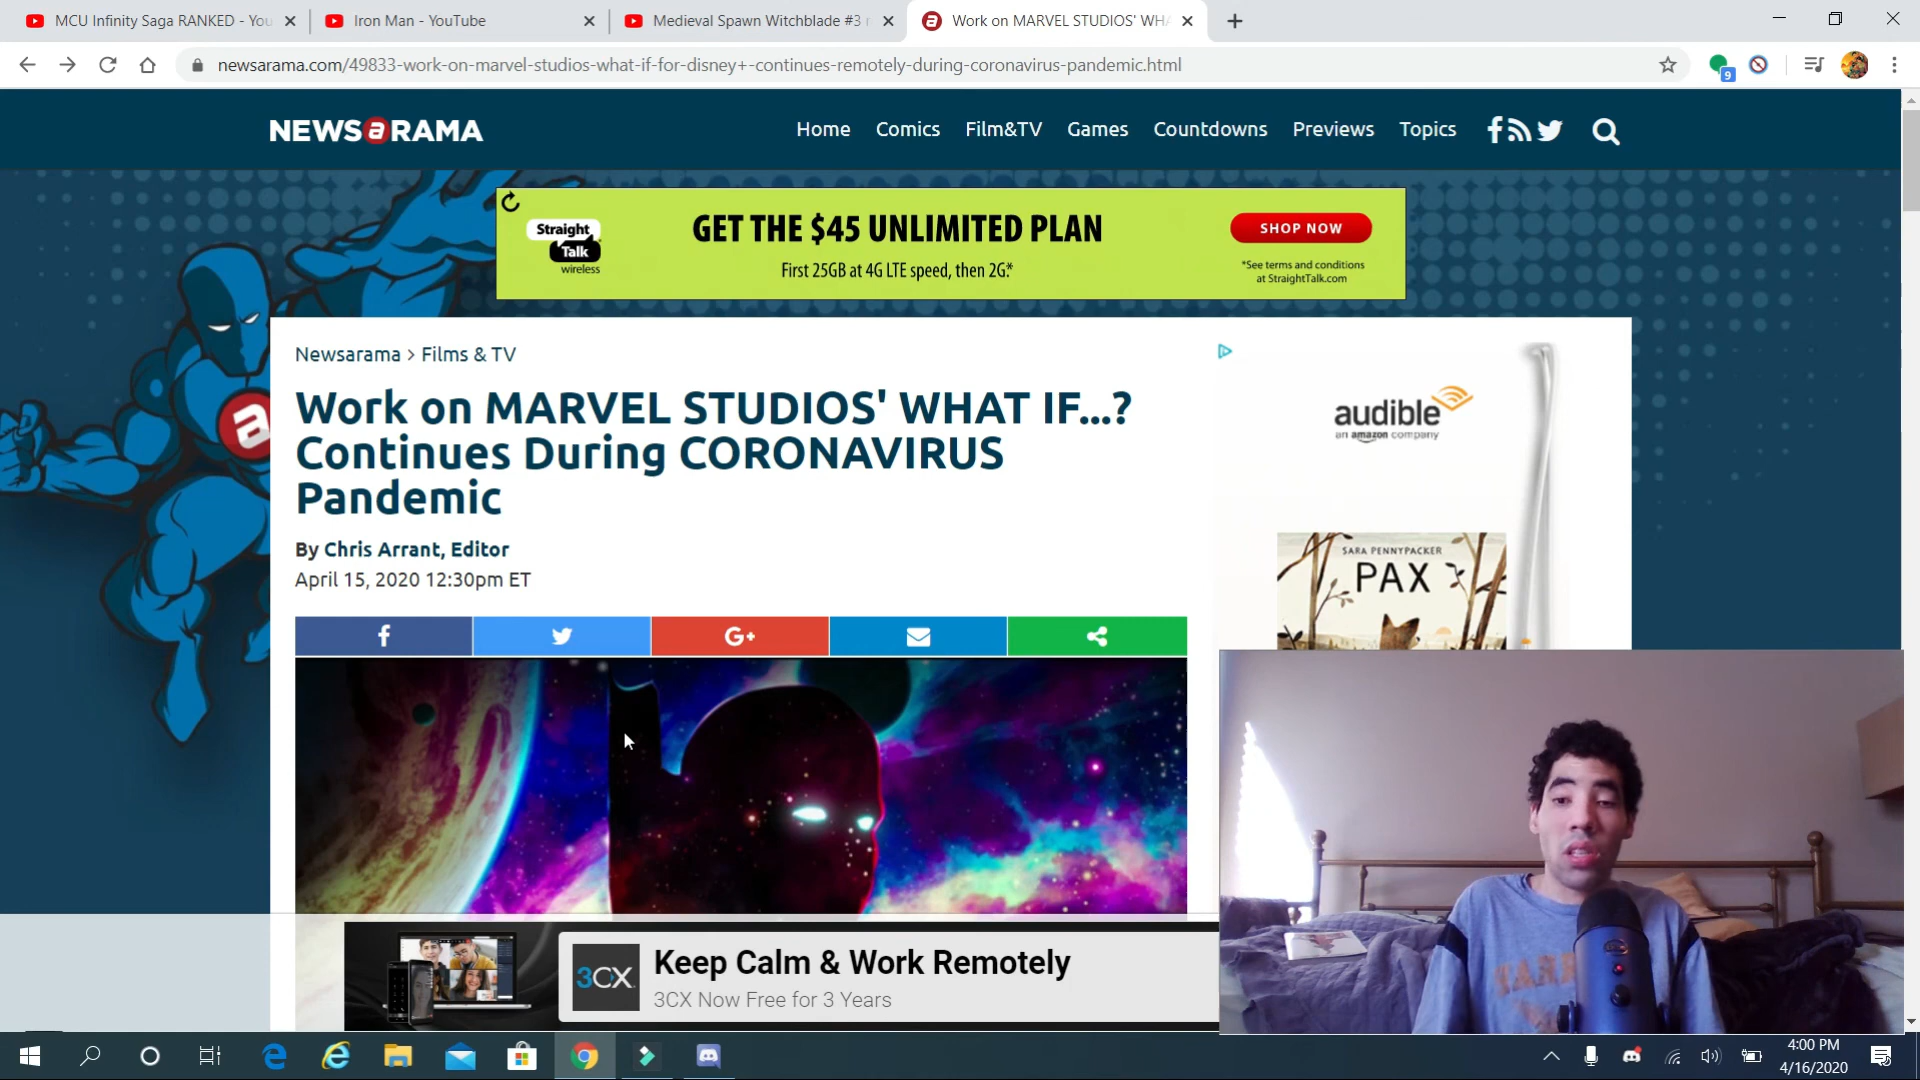 MCU Infinity Saga RANKED - You
Iron Man - YouTube
Medieval Spawn Witchblade #3 r
Work on MARVEL STUDIOS' WHA
newsarama.com/49833-work-on-marvel-studios-what-if-for-disney+-continues-remotely-during-coronavirus-pandemic.html
9
NEWSaRAMA
Home Comics Film&TV Games Countdowns Previews Topics
Straight Talk wireless
GET THE $45 UNLIMITED PLAN
First 25GB at 4G LTE speed, then 2G.*
SHOP NOW
*See terms and conditions
at StraightTalk.com
Newsarama > Films & TV
Work on MARVEL STUDIOS' WHAT IF...?
Continues During CORONAVIRUS
Pandemic
By Chris Arrant, Editor
April 15, 2020 12:30pm ET
G+
audible
an amazon company
SARA PENNYPACKER
PAX
3CX
Keep Calm & Work Remotely
3CX Now Free for 3 Years
4:00 PM
4/16/2020